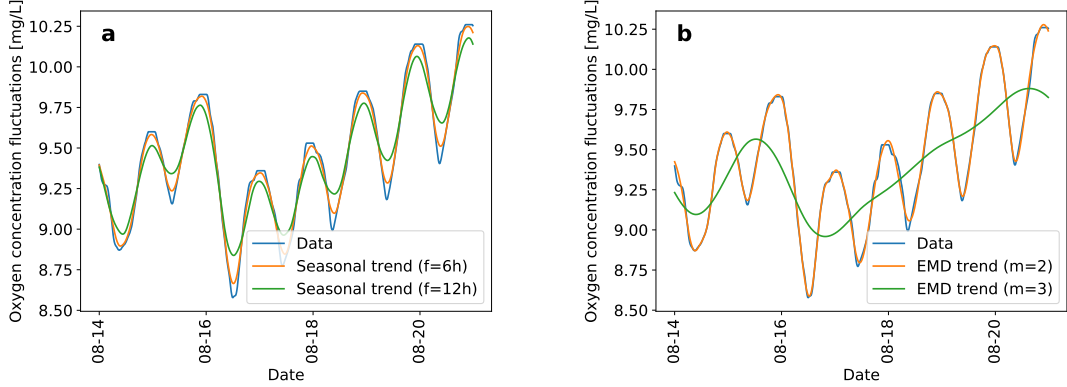 a
Oxygen concentration fluctuations [mg/L]
10.25
10.00
9.75
9.50
9.25
9.00
8.75
8.50
Data
Seasonal trend (f=6h)
Seasonal trend (f=12h)
08-14
08-16
08-18
08-20
Date
b
Oxygen concentration fluctuations [mg/L]
10.25
10.00
9.75
9.50
9.25
9.00
8.75
8.50
Data
EMD trend (m=2)
EMD trend (m=3)
08-14
08-16
08-18
08-20
Date